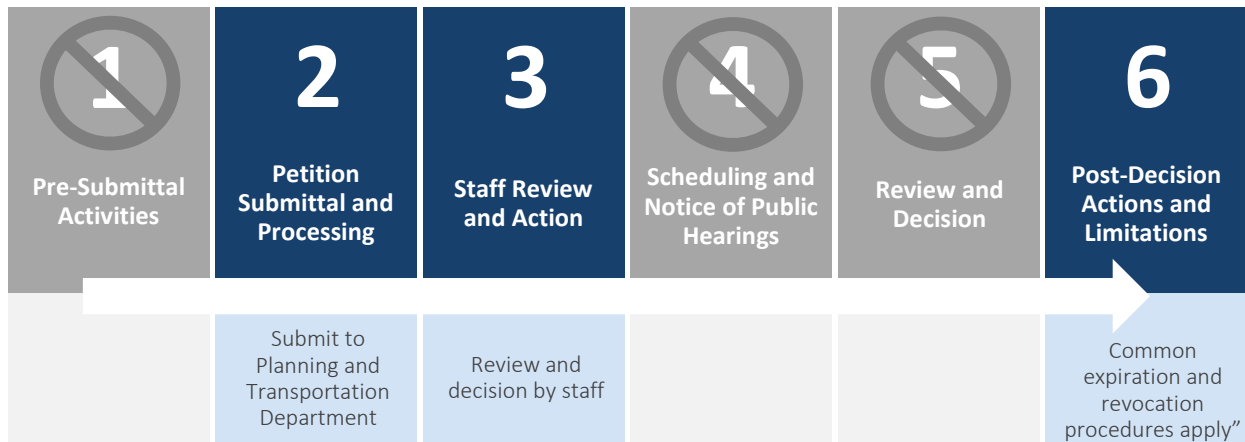 1
Pre-Submittal
Activities
2
Petition
Submittal and
Processing
Submit to
Planning and
Transportation
Department
3
Staff Review
and Action
Review and
decision by staff
4
Scheduling and
Notice of Public
Hearings
5
Review and
Decision
6
Post-Decision
Actions and
Limitations
Common
expiration and
revocation
procedures apply”